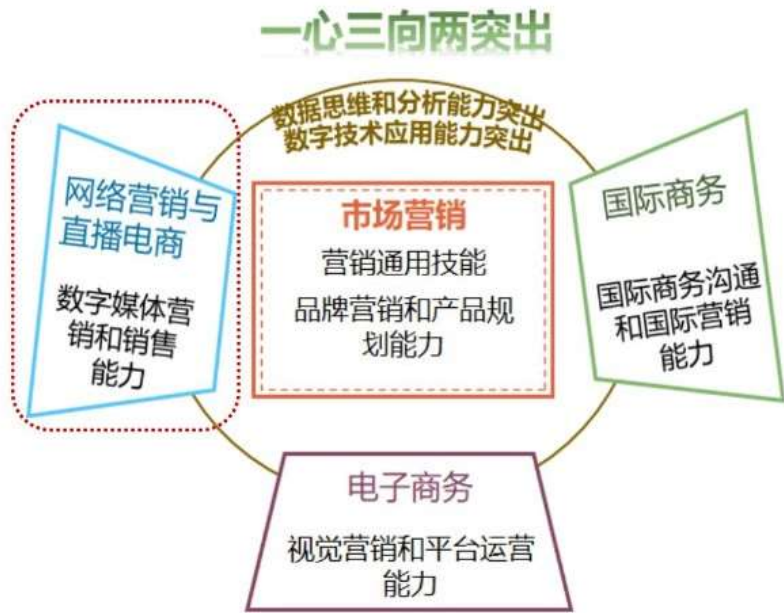 一心三向两突出
数据思维和分析能力突出
数字技术应用能力突出
网络营销与
直播电商
数字媒体营
销和销售
能力
市场营销
营销通用技能
品牌营销和产品规
划能力
国际商务
国际商务沟通
和国际营销
能力
电子商务
视觉营销和平台运营
能力